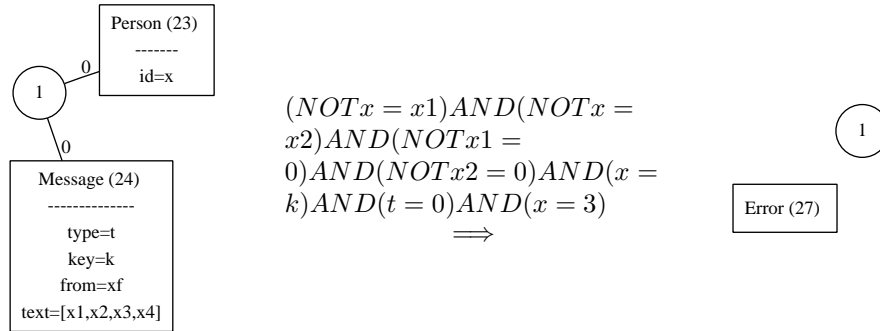 Person (23)
-------
id=x
0
1
0
Message (24)
--------------
type=t
key=k
from=xf
text=[x1,x2,x3,x4]
(NOTx = x1)AND(NOTx =
x2)AND(NOTx1 =
0)AND(NOTx2 = 0)AND(x =
k)AND(t = 0)AND(x = 3)
⟹
1
Error (27)